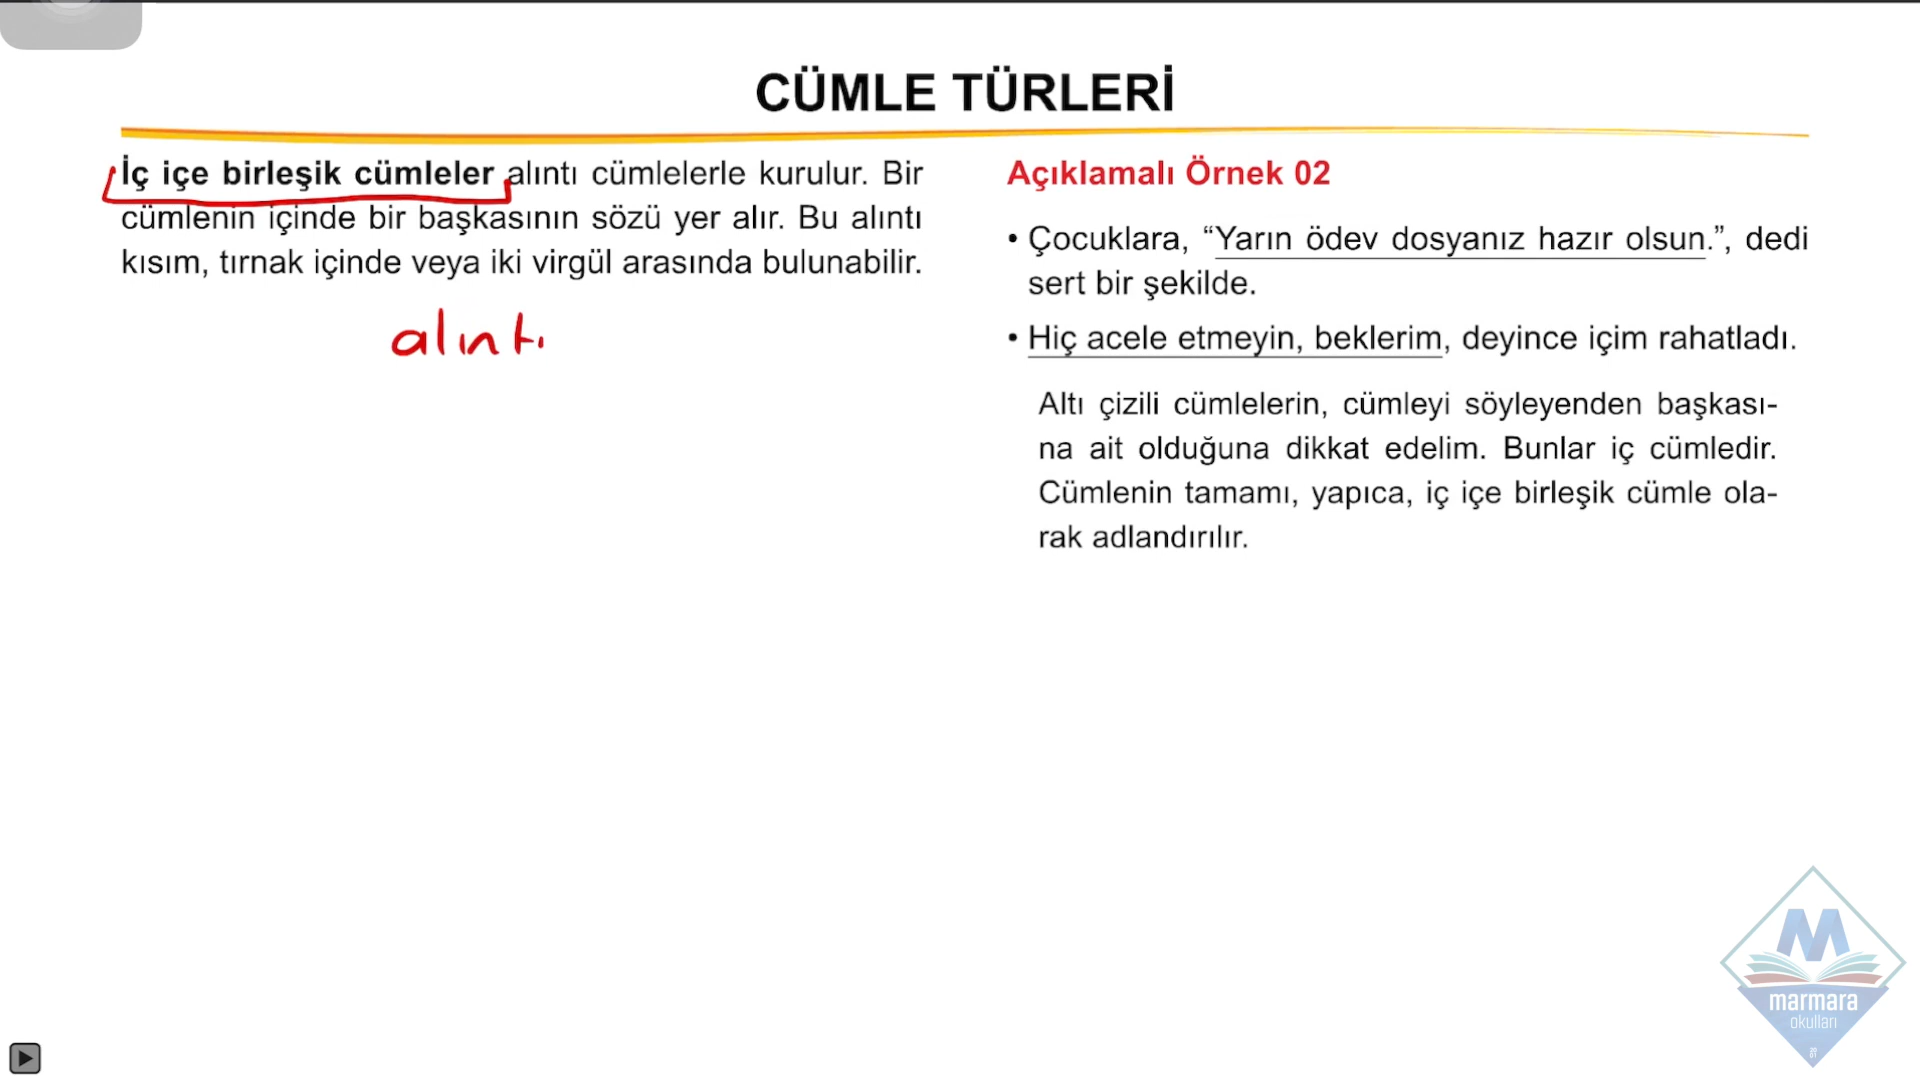 CÜMLE TÜRLERİ
İç içe birleşik cümleler alıntı cümlelerle kurulur. Bir
cümlenin içinde bir başkasının sözü yer alır. Bu alıntı
kısım, tırnak içinde veya iki virgül arasında bulunabilir.
alıntı
Açıklamalı Örnek 02
• Çocuklara, “Yarın ödev dosyanız hazır olsun.”, dedi
sert bir şekilde.
• Hiç acele etmeyin, beklerim, deyince içim rahatladı.
Altı çizili cümlelerin, cümleyi söyleyenden başkası-
na ait olduğuna dikkat edelim. Bunlar iç cümledir.
Cümlenin tamamı, yapıca, iç içe birleşik cümle ola-
rak adlandırılır.
M
marmara
okulları
20
01